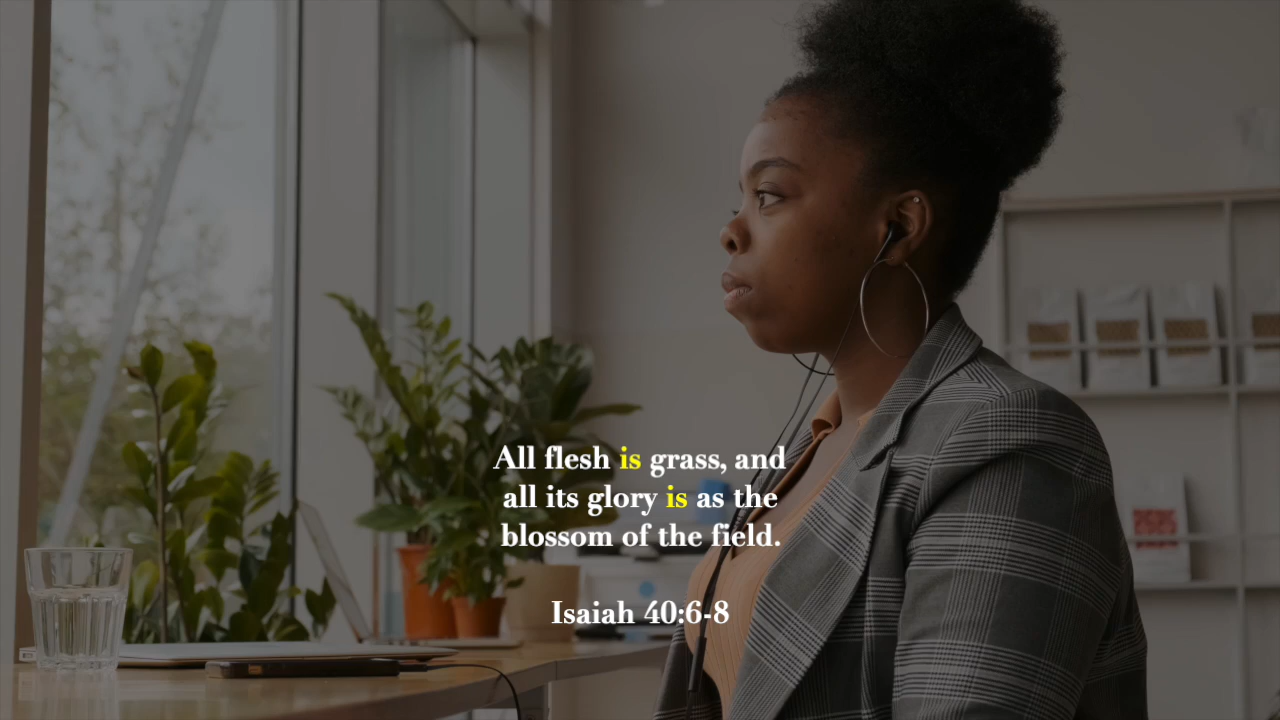 All flesh is grass, and
all its glory is as the
blossom of the field.
Isaiah 40:6-8